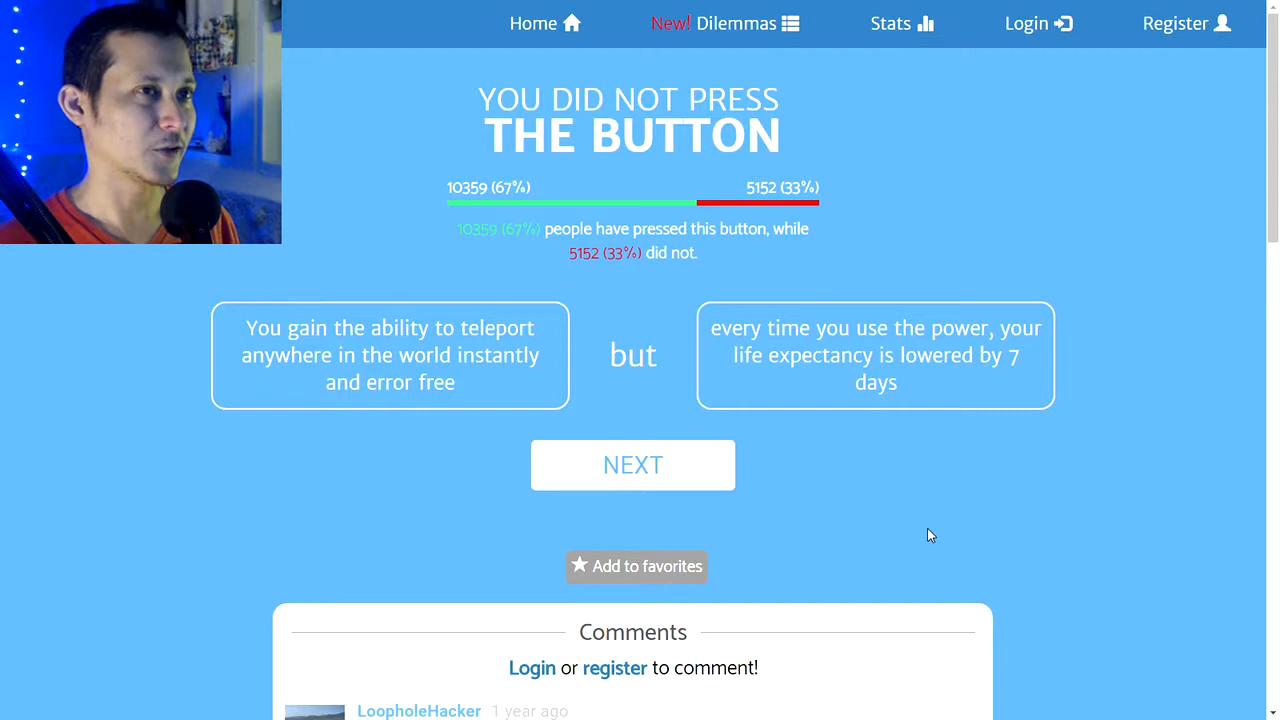 Home
New! Dilemmas
Stats
Login
Register
YOU DID NOT PRESS
THE BUTTON
10359 (67%)
5152 (33%)
10359 (67%) people have pressed this button, while
5152 (33%) did not.
You gain the ability to teleport
anywhere in the world instantly
and error free
but
every time you use the power, your
life expectancy is lowered by 7
days
NEXT
Add to favorites
Comments
Login or register to comment!
LoopholeHacker 1 year ago